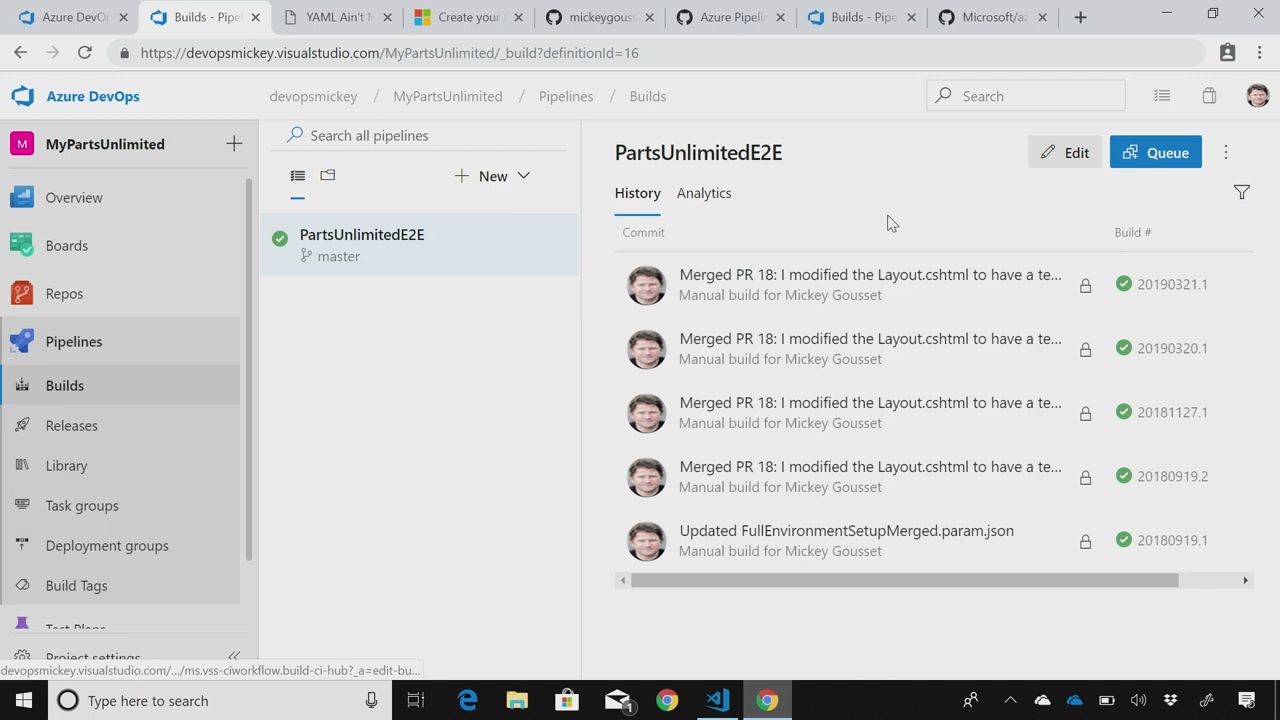 Azure DevOps
Builds - Pipel
YAML Ain't M
Create your
mickeygouss
Azure Pipelin
Builds - Pipe
Microsoft/az
https://devopsmickey.visualstudio.com/MyPartsUnlimited/_build?definitionId=16
Azure DevOps
devopsmickey / MyPartsUnlimited / Pipelines / Builds
Search
M MyPartsUnlimited
Overview
Boards
Repos
Pipelines
Builds
Releases
Library
Task groups
Deployment groups
Build Tags
Test Plans
Project settings
devopsmickey.visualstudio.com/.../ms.vss-ciworkflow.build-ci-hub?_a=edit-bu...
Search all pipelines
New
PartsUnlimitedE2E
master
PartsUnlimitedE2E
Edit
Queue
History Analytics
Commit Build #
Merged PR 18: I modified the Layout.cshtml to have a te...
Manual build for Mickey Gousset
20190321.1
Merged PR 18: I modified the Layout.cshtml to have a te...
Manual build for Mickey Gousset
20190320.1
Merged PR 18: I modified the Layout.cshtml to have a te...
Manual build for Mickey Gousset
20181127.1
Merged PR 18: I modified the Layout.cshtml to have a te...
Manual build for Mickey Gousset
20180919.2
Updated FullEnvironmentSetupMerged.param.json
Manual build for Mickey Gousset
20180919.1
Type here to search
1